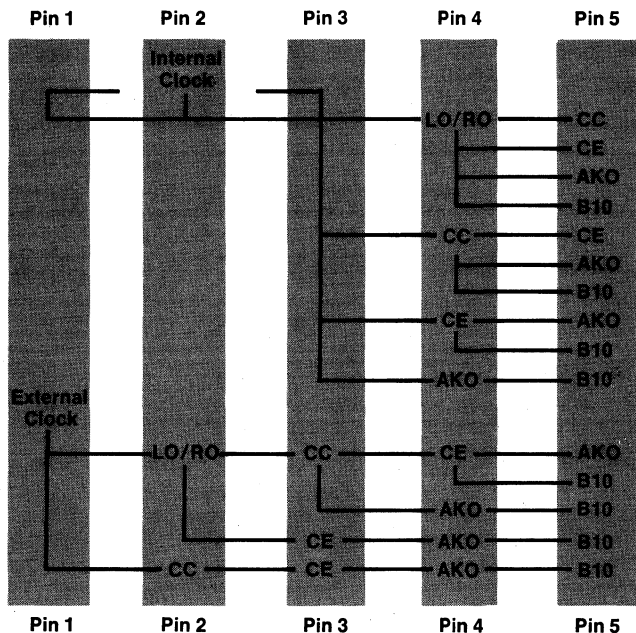 Pin 1 Pin 2 Pin 3 Pin 4 Pin 5
Internal
Clock
LO/RO CC
CE
AKO
B10
CC CE
AKO
B10
CE AKO
B10
AKO B10
External
Clock
LO/RO CC CE AKO
B10
AKO B10
CE AKO B10
CC CE AKO B10
Pin 1 Pin 2 Pin 3 Pin 4 Pin 5